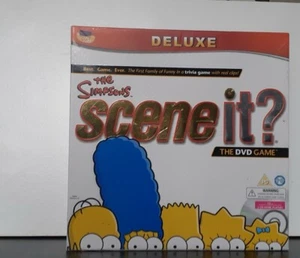 DELUXE
Best. Game. Ever. The first family of funny in a trivia game with real clips!
THE
SIMPSONS
scene it?
THE DVD GAME